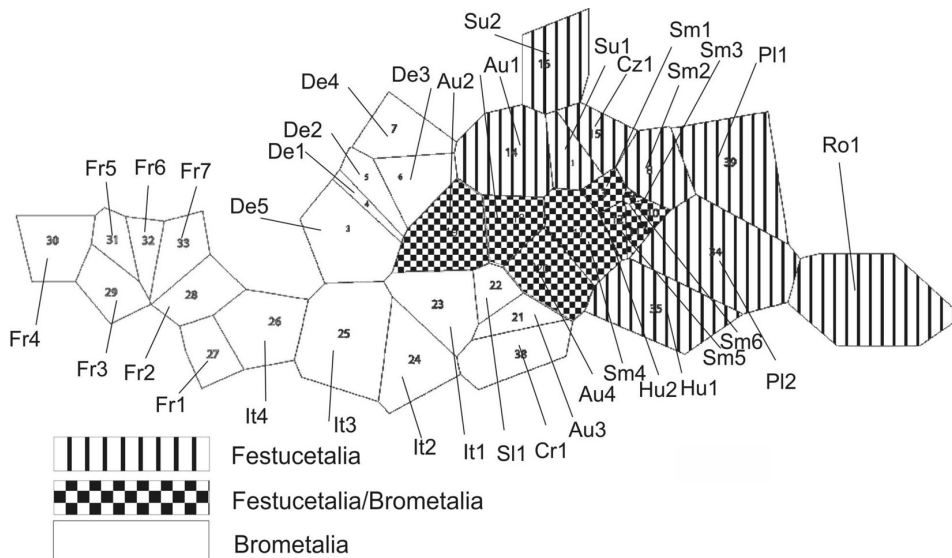 Su2
Sm1
Su1
Sm3
Cz1
Sm2
Pl1
De4
De3
Au1
Au2
De2
De1
De5
Fr5
Fr6
Fr7
Ro1
16
7
14
15
1
39
5
6
4
3
30
31
32
33
29
28
27
26
25
23
22
21
24
38
34
35
10
Fr4
Fr3
Fr2
Fr1
It4
It3
It2
It1
Sl1
Cr1
Au3
Au4
Sm4
Hu2
Hu1
Sm5
Sm6
Pl2
Festucetalia
Festucetalia/Brometalia
Brometalia